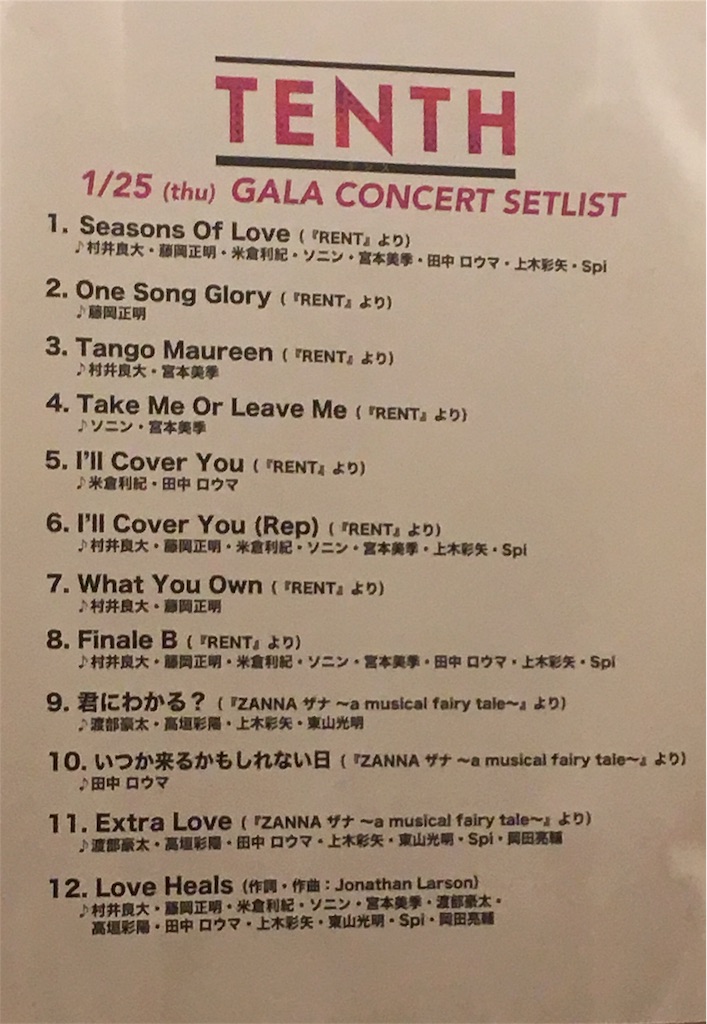 TENTH
テンス
1/25 (thu) GALA CONCERT SETLIST
1. Seasons Of Love (『RENT』より)
♪村井良大・藤岡正明・米倉利紀・ソニン・宮本美季・田中 ロウマ・上木彩矢・Spi
2. One Song Glory (『RENT』より)
♪藤岡正明
3. Tango Maureen (『RENT』より)
♪村井良大・宮本美季
4. Take Me Or Leave Me (『RENT』より)
♪ソニン・宮本美季
5. I'll Cover You (『RENT』より)
♪米倉利紀・田中 ロウマ
6. I'll Cover You (Rep) (『RENT』より)
♪村井良大・藤岡正明・米倉利紀・ソニン・宮本美季・上木彩矢・Spi
7. What You Own (『RENT』より)
♪村井良大・藤岡正明
8. Finale B (『RENT』より)
♪村井良大・藤岡正明・米倉利紀・ソニン・宮本美季・田中 ロウマ・上木彩矢・Spi
9. 君にわかる？ (『ZANNA ザナ 〜a musical fairy tale〜』より)
♪渡部豪太・高垣彩陽・上木彩矢・東山光明
10. いつか来るかもしれない日 (『ZANNA ザナ 〜a musical fairy tale〜』より)
♪田中 ロウマ
11. Extra Love (『ZANNA ザナ 〜a musical fairy tale〜』より)
♪渡部豪太・高垣彩陽・田中 ロウマ・上木彩矢・東山光明・Spi・岡田亮輔
12. Love Heals (作詞・作曲：Jonathan Larson)
♪村井良大・藤岡正明・米倉利紀・ソニン・宮本美季・渡部豪太・
高垣彩陽・田中 ロウマ・上木彩矢・東山光明・Spi・岡田亮輔